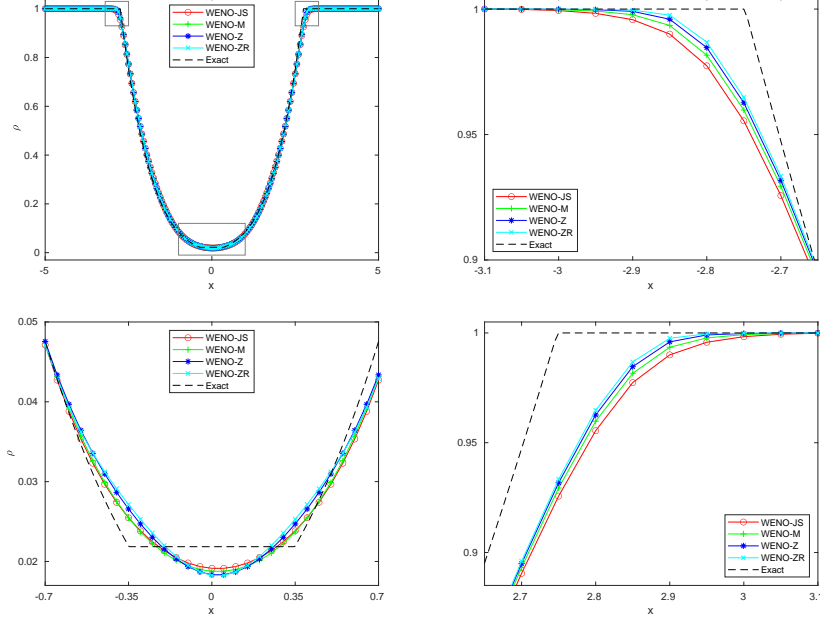 1
0.8
0.6
0.4
0.2
0
ρ
-5
0
5
x
WENO-JS
WENO-M
WENO-Z
WENO-ZR
Exact
1
0.95
0.9
-3.1
-3
-2.9
-2.8
-2.7
x
WENO-JS
WENO-M
WENO-Z
WENO-ZR
Exact
0.05
0.04
0.03
0.02
ρ
-0.7
-0.35
0
0.35
0.7
x
WENO-JS
WENO-M
WENO-Z
WENO-ZR
Exact
1
0.95
0.9
2.7
2.8
2.9
3
3.1
x
WENO-JS
WENO-M
WENO-Z
WENO-ZR
Exact